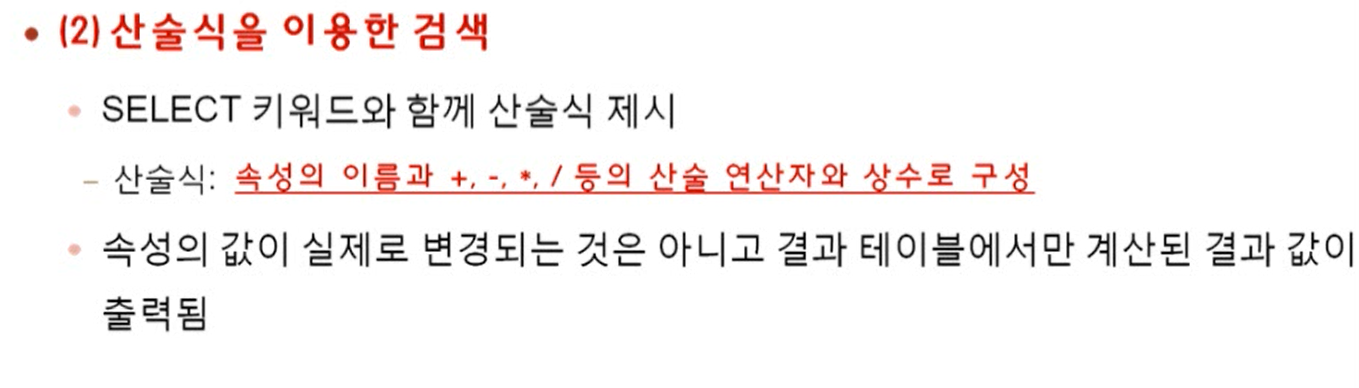 • (2) 산술식을 이용한 검색
• SELECT 키워드와 함께 산술식 제시
– 산술식: 속성의 이름과 +, -, *, / 등의 산술 연산자와 상수로 구성
• 속성의 값이 실제로 변경되는 것은 아니고 결과 테이블에서만 계산된 결과 값이
출력됨